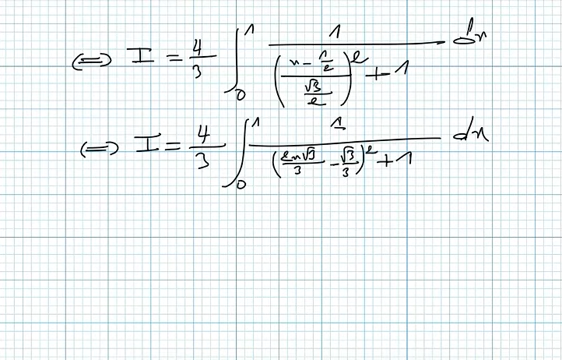 ⟺ I = 4/3 ∫₀¹ 1/(((x − 1/2)/(√3/2))² + 1) dx
⟺ I = 4/3 ∫₀¹ 1/((2x√3/3 − √3/3)² + 1) dx